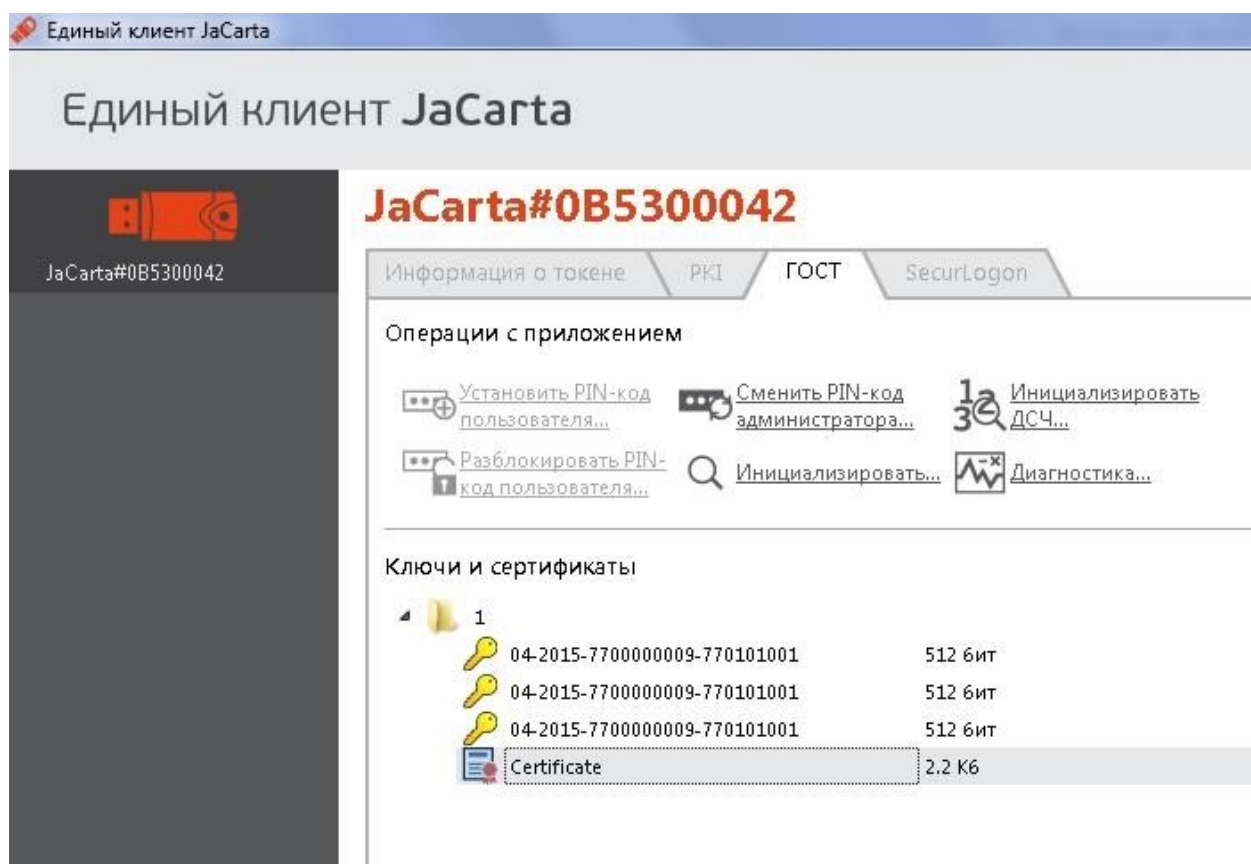 Единый клиент JaCarta
Единый клиент JaCarta
JaCarta#0B5300042
JaCarta#0B5300042
Информация о токене PKI ГОСТ SecurLogon
Операции с приложением
Установить PIN-код
пользователя...
Сменить PIN-код
администратора...
Инициализировать
ДСЧ...
Разблокировать PIN-
код пользователя...
Инициализировать...
Диагностика...
Ключи и сертификаты
1
04-2015-7700000009-770101001 512 бит
04-2015-7700000009-770101001 512 бит
04-2015-7700000009-770101001 512 бит
Certificate 2.2 Кб